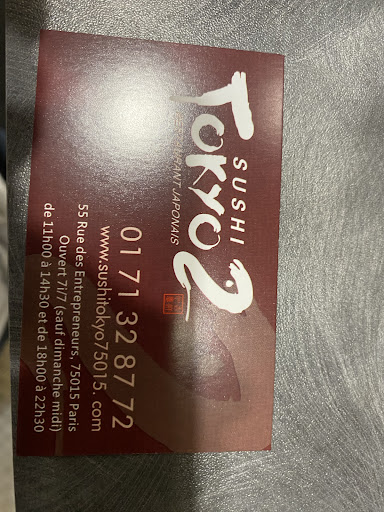 SUSHI
TOKYO 2
RESTAURANT JAPONAIS
01 71 32 87 72
www.sushitokyo75015.com
55 Rue des Entrepreneurs, 75015 Paris
Ouvert 7j/7 (sauf dimanche midi)
de 11h00 à 14h30 et de 18h00 à 22h30